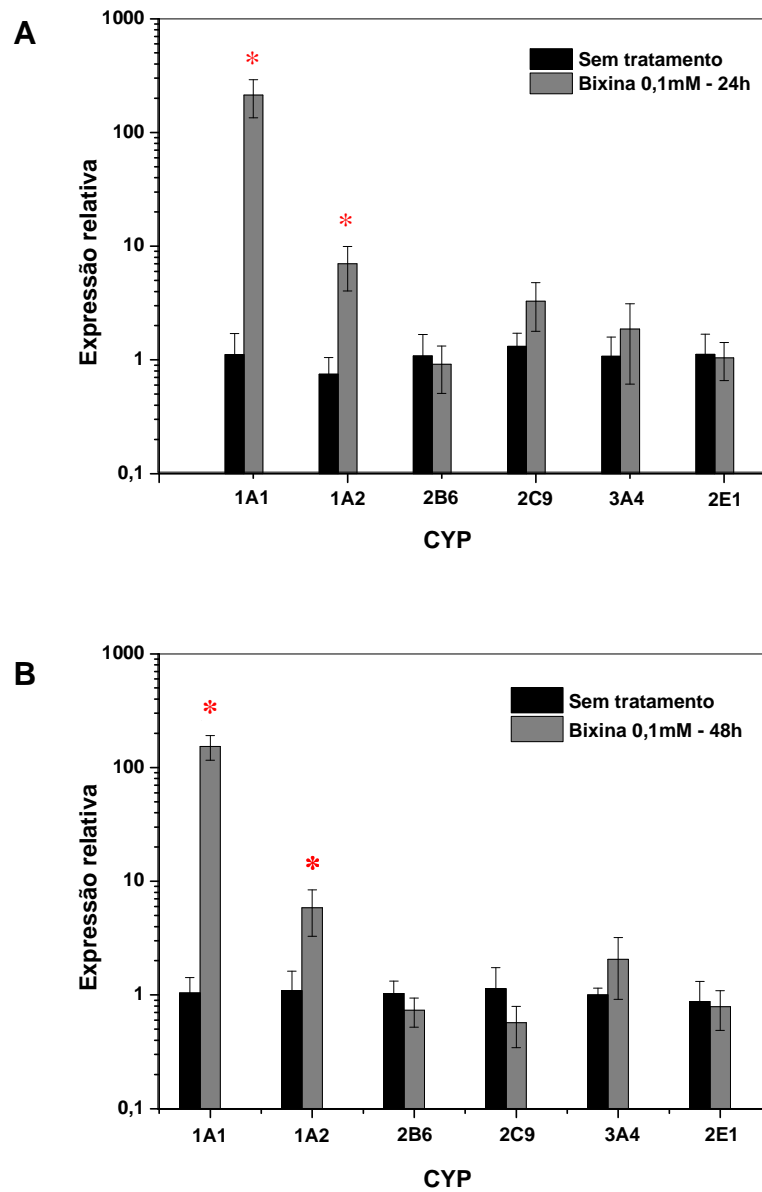 A
Expressão relativa
1000
100
10
1
0,1
*
*
Sem tratamento
Bixina 0,1mM - 24h
1A1 1A2 2B6 2C9 3A4 2E1
CYP
B
Expressão relativa
1000
100
10
1
0,1
*
*
Sem tratamento
Bixina 0,1mM - 48h
1A1 1A2 2B6 2C9 3A4 2E1
CYP